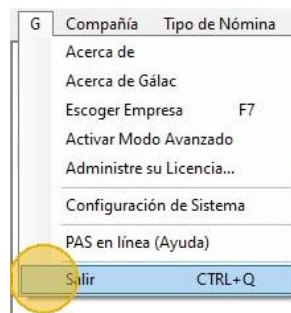 G Compañía Tipo de Nómina
Acerca de
Acerca de Gálac
Escoger Empresa F7
Activar Modo Avanzado
Administre su Licencia...
Configuración de Sistema
PAS en línea (Ayuda)
Salir CTRL+Q